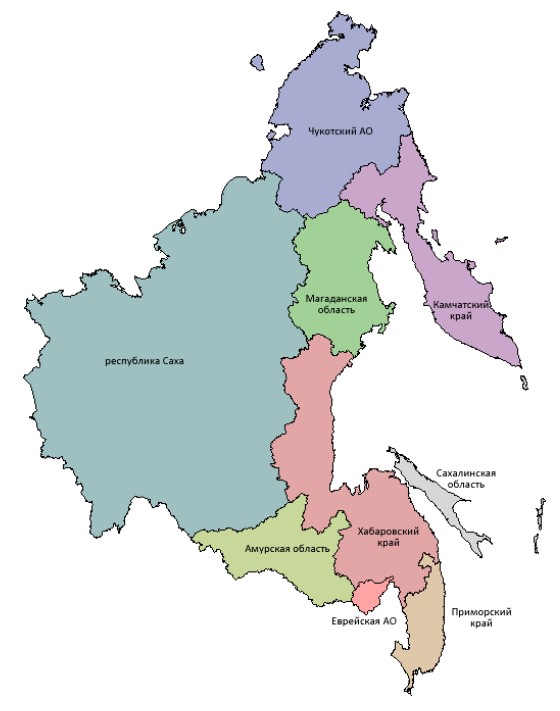 Чукотский АО
Магаданская
область
Камчатский
край
республика Саха
Сахалинская
область
Хабаровский
край
Амурская область
Приморский
край
Еврейская АО